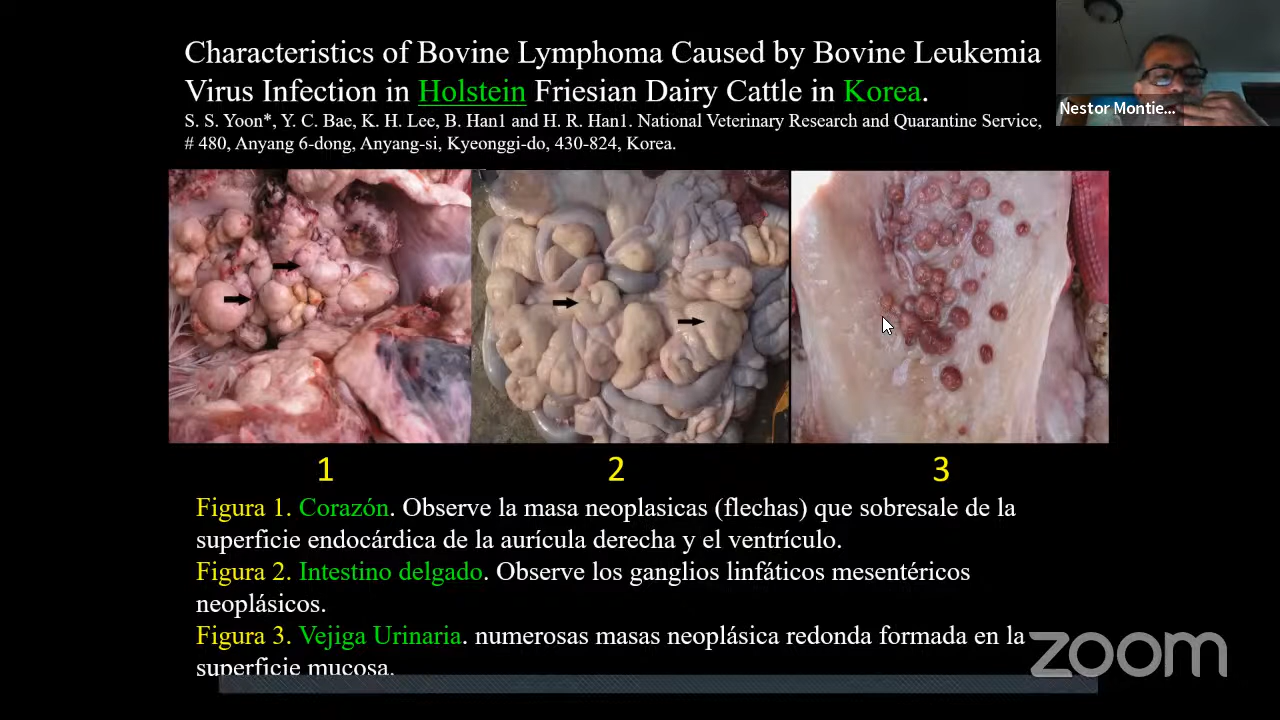 Characteristics of Bovine Lymphoma Caused by Bovine Leukemia
Virus Infection in Holstein Friesian Dairy Cattle in Korea.
S. S. Yoon*, Y. C. Bae, K. H. Lee, B. Han1 and H. R. Han1. National Veterinary Research and Quarantine Service,
# 480, Anyang 6-dong, Anyang-si, Kyeonggi-do, 430-824, Korea.
Nestor Montie...
1
2
3
Figura 1. Corazón. Observe la masa neoplasicas (flechas) que sobresale de la
superficie endocárdica de la aurícula derecha y el ventrículo.
Figura 2. Intestino delgado. Observe los ganglios linfáticos mesentéricos
neoplásicos.
Figura 3. Vejiga Urinaria. numerosas masas neoplásica redonda formada en la
superficie mucosa.
zoom